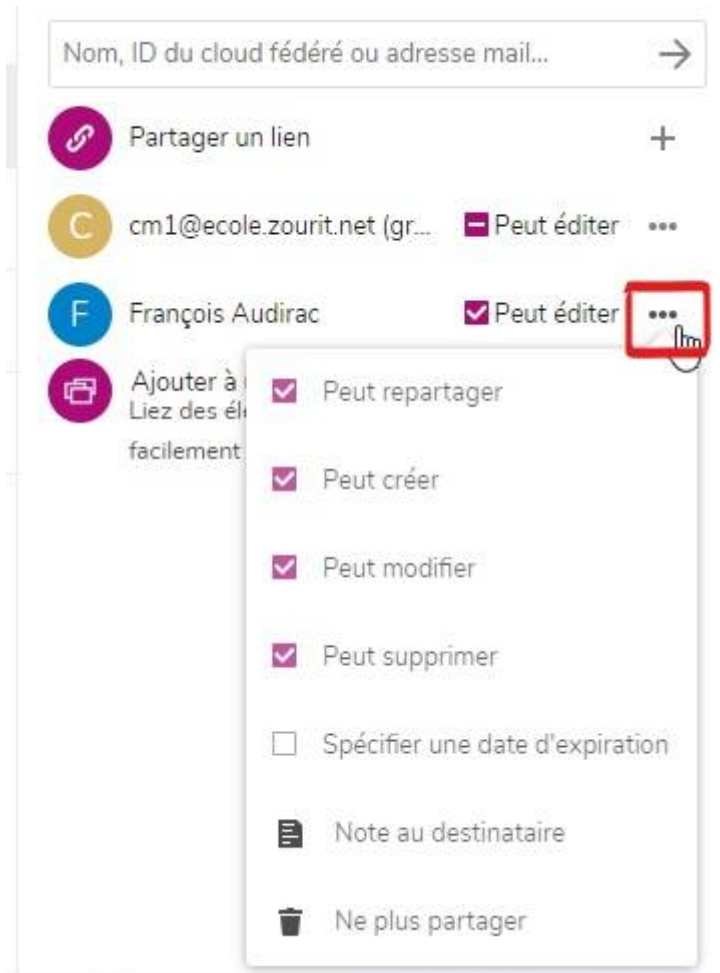 Nom, ID du cloud fédéré ou adresse mail...
Partager un lien
C cm1@ecole.zourit.net (gr... Peut éditer
F François Audirac Peut éditer
Ajouter à
Liez des élé
facilement
Peut repartager
Peut créer
Peut modifier
Peut supprimer
Spécifier une date d'expiration
Note au destinataire
Ne plus partager